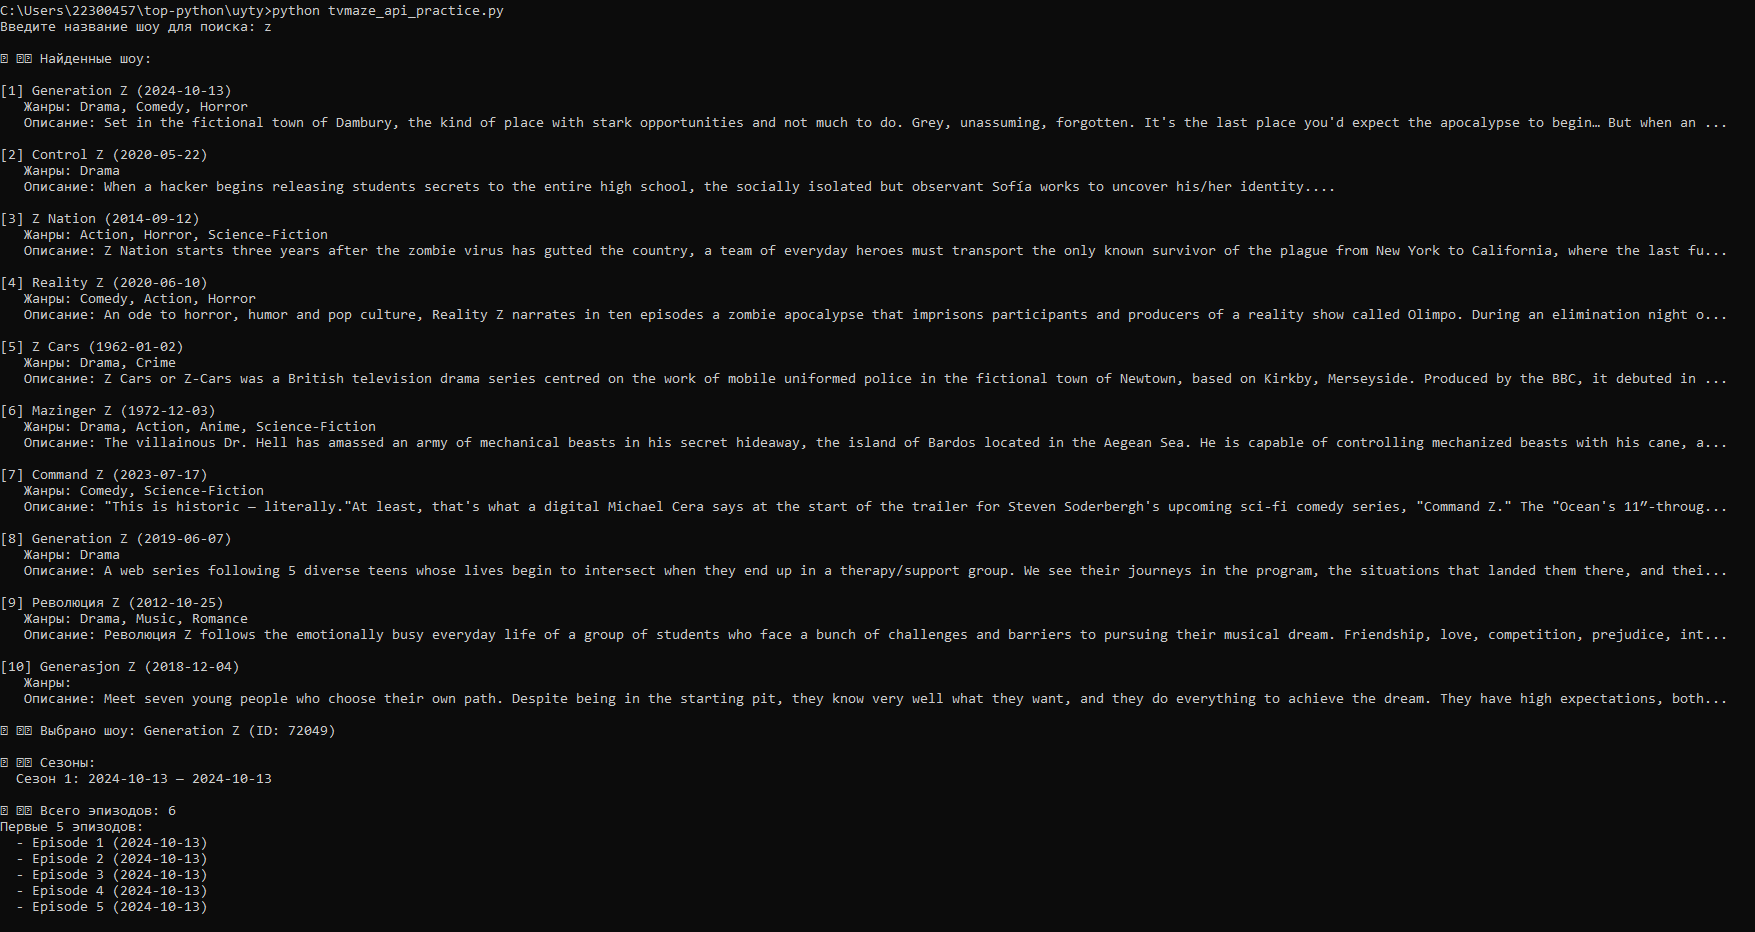 C:\Users\22300457\top-python\uyty>python tvmaze_api_practice.py
Введите название шоу для поиска: z
Найденные шоу:
[1] Generation Z (2024-10-13)
Жанры: Drama, Comedy, Horror
Описание: Set in the fictional town of Dambury, the kind of place with stark opportunities and not much to do. Grey, unassuming, forgotten. It's the last place you'd expect the apocalypse to begin… But when an ...
[2] Control Z (2020-05-22)
Жанры: Drama
Описание: When a hacker begins releasing students secrets to the entire high school, the socially isolated but observant Sofía works to uncover his/her identity....
[3] Z Nation (2014-09-12)
Жанры: Action, Horror, Science-Fiction
Описание: Z Nation starts three years after the zombie virus has gutted the country, a team of everyday heroes must transport the only known survivor of the plague from New York to California, where the last fu...
[4] Reality Z (2020-06-10)
Жанры: Comedy, Action, Horror
Описание: An ode to horror, humor and pop culture, Reality Z narrates in ten episodes a zombie apocalypse that imprisons participants and producers of a reality show called Olimpo. During an elimination night o...
[5] Z Cars (1962-01-02)
Жанры: Drama, Crime
Описание: Z Cars or Z-Cars was a British television drama series centred on the work of mobile uniformed police in the fictional town of Newtown, based on Kirkby, Merseyside. Produced by the BBC, it debuted in ...
[6] Mazinger Z (1972-12-03)
Жанры: Drama, Action, Anime, Science-Fiction
Описание: The villainous Dr. Hell has amassed an army of mechanical beasts in his secret hideaway, the island of Bardos located in the Aegean Sea. He is capable of controlling mechanized beasts with his cane, a...
[7] Command Z (2023-07-17)
Жанры: Comedy, Science-Fiction
Описание: "This is historic — literally."At least, that's what a digital Michael Cera says at the start of the trailer for Steven Soderbergh's upcoming sci-fi comedy series, "Command Z." The "Ocean's 11”-throug...
[8] Generation Z (2019-06-07)
Жанры: Drama
Описание: A web series following 5 diverse teens whose lives begin to intersect when they end up in a therapy/support group. We see their journeys in the program, the situations that landed them there, and thei...
[9] Революция Z (2012-10-25)
Жанры: Drama, Music, Romance
Описание: Революция Z follows the emotionally busy everyday life of a group of students who face a bunch of challenges and barriers to pursuing their musical dream. Friendship, love, competition, prejudice, int...
[10] Generasjon Z (2018-12-04)
Жанры:
Описание: Meet seven young people who choose their own path. Despite being in the starting pit, they know very well what they want, and they do everything to achieve the dream. They have high expectations, both...
Выбрано шоу: Generation Z (ID: 72049)
Сезоны:
Сезон 1: 2024-10-13 — 2024-10-13
Всего эпизодов: 6
Первые 5 эпизодов:
- Episode 1 (2024-10-13)
- Episode 2 (2024-10-13)
- Episode 3 (2024-10-13)
- Episode 4 (2024-10-13)
- Episode 5 (2024-10-13)